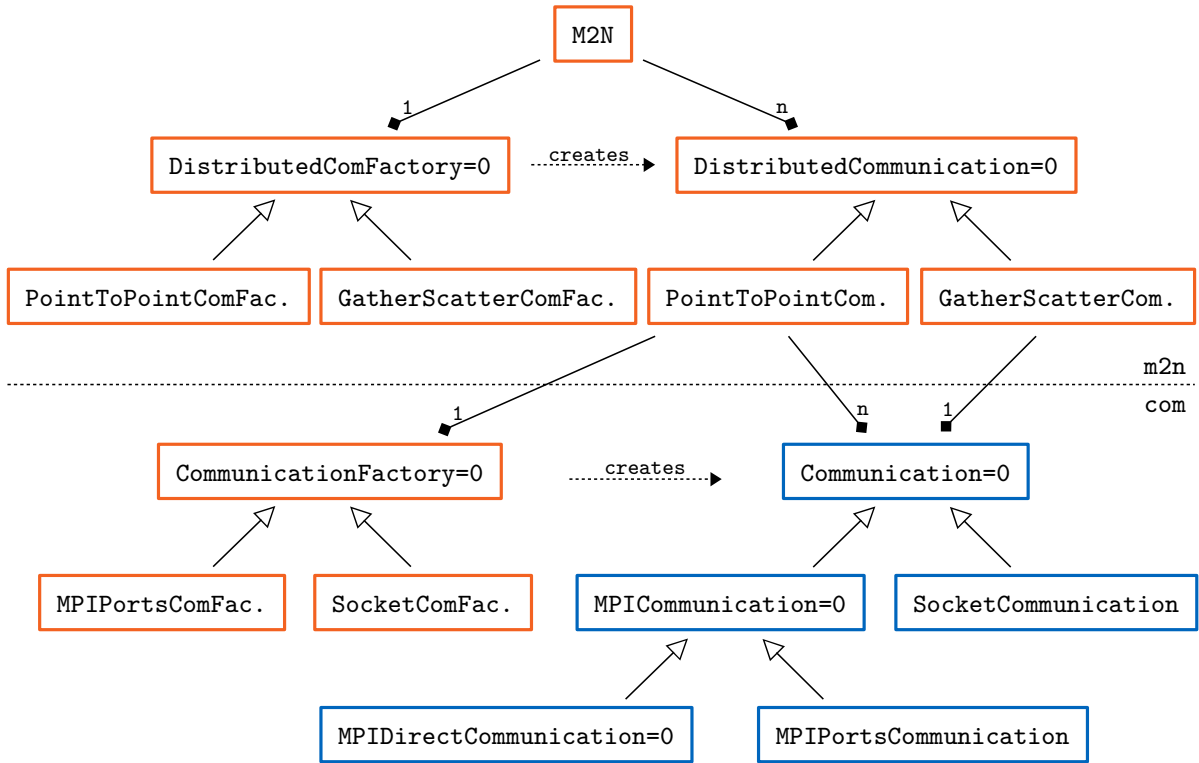 M2N
1
n
DistributedComFactory=0
creates
DistributedCommunication=0
PointToPointComFac.
GatherScatterComFac.
PointToPointCom.
GatherScatterCom.
m2n
com
1
n
1
CommunicationFactory=0
creates
Communication=0
MPIPortsComFac.
SocketComFac.
MPICommunication=0
SocketCommunication
MPIDirectCommunication=0
MPIPortsCommunication